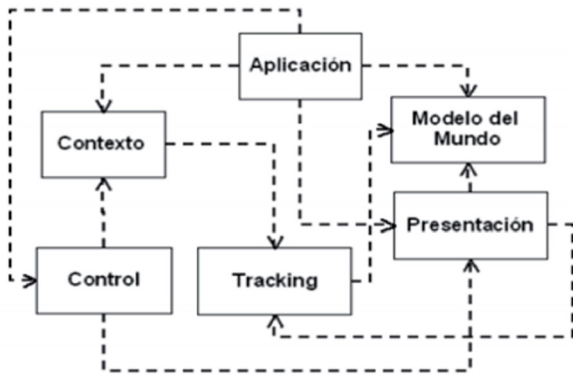 Aplicación
Modelo del
Mundo
Contexto
Presentación
Control
Tracking